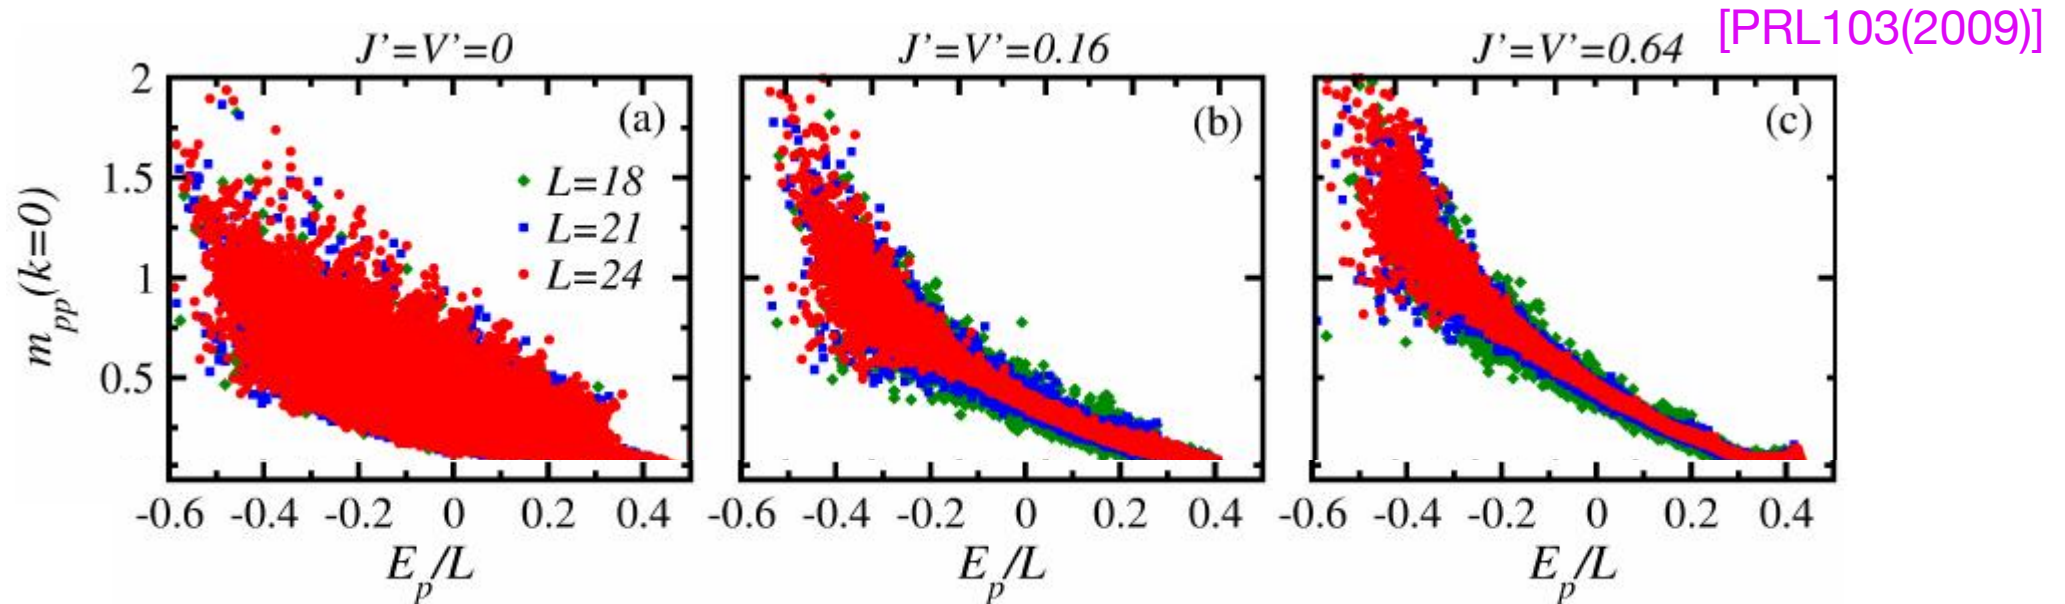 [PRL103(2009)]
J'=V'=0 J'=V'=0.16 J'=V'=0.64
2 (a) (b) (c)
1.5 L=18
L=21
1 L=24
0.5
m_pp(k=0)
-0.6 -0.4 -0.2 0 0.2 0.4 -0.6 -0.4 -0.2 0 0.2 0.4 -0.6 -0.4 -0.2 0 0.2 0.4
E_p/L E_p/L E_p/L